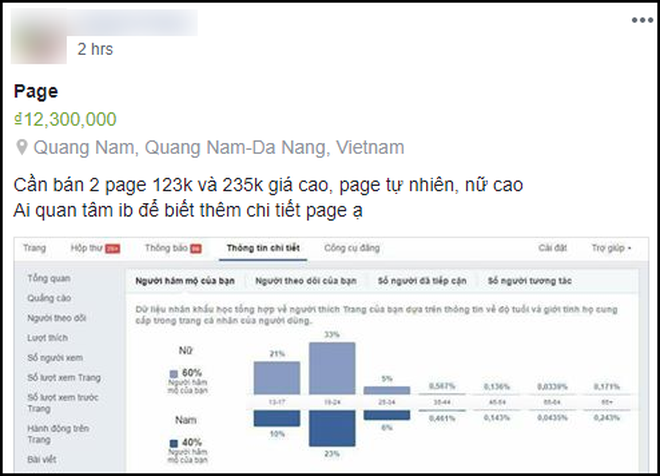 2 hrs
Page
₫12,300,000
Quang Nam, Quang Nam-Da Nang, Vietnam
Cần bán 2 page 123k và 235k giá cao, page tự nhiên, nữ cao
Ai quan tâm ib để biết thêm chi tiết page ạ
Trang Hộp thư Thông báo Thông tin chi tiết Công cụ đăng Cài đặt Trợ giúp
Tổng quan
Quảng cáo
Người theo dõi
Lượt thích
Số người xem
Số lượt xem Trang
Số lượt xem trước Trang
Hành động trên Trang
Bài viết
Người hâm mộ của bạn Người theo dõi của bạn Số người đã tiếp cận Số người tương tác
Dữ liệu nhân khẩu học tổng hợp về người thích Trang của bạn dựa trên thông tin về độ tuổi và giới tính họ cung
cấp trong trang cá nhân của người dùng.
Nữ
60%
Người hâm
mộ của bạn
21% 33% 5% 0,567% 0,136% 0,0339% 0,171%
13-17 18-24 25-34 35-44 45-54 55-64 65+
Nam
40%
Người hâm
mộ của bạn
10% 23% 6% 0,461% 0,143% 0,0435% 0,243%